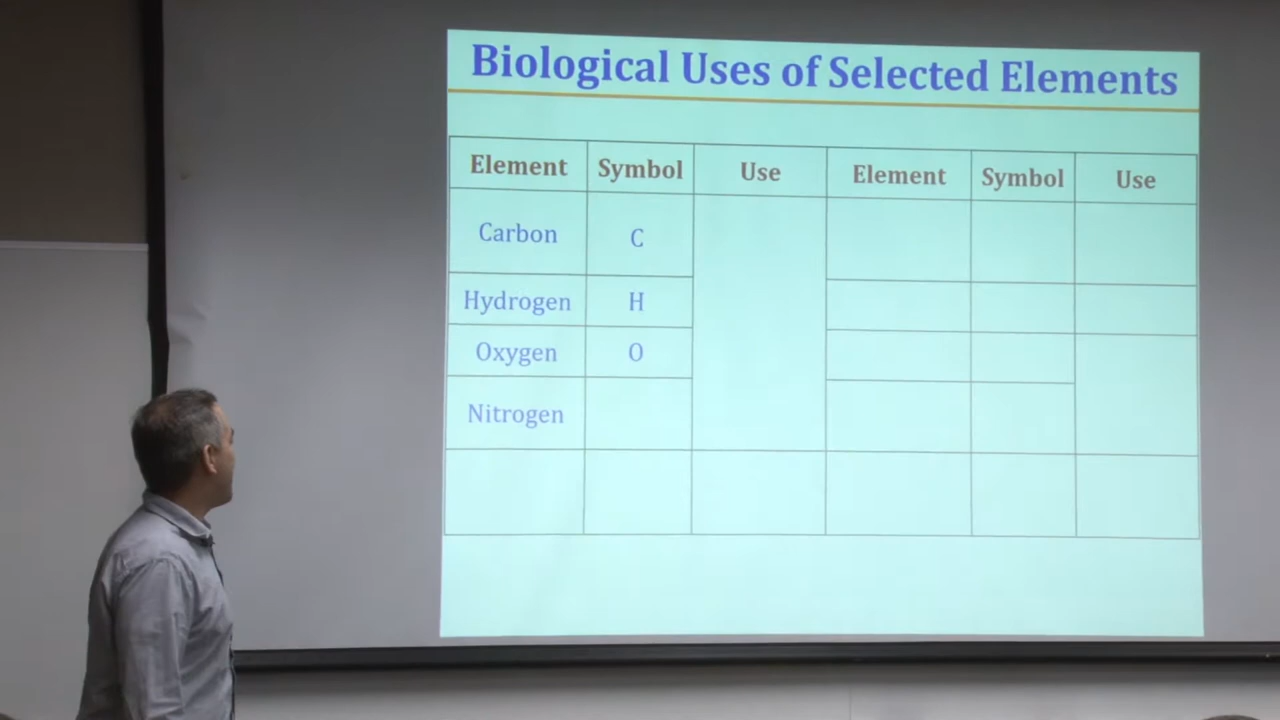 Biological Uses of Selected Elements
Element Symbol Use Element Symbol Use
Carbon C
Hydrogen H
Oxygen O
Nitrogen